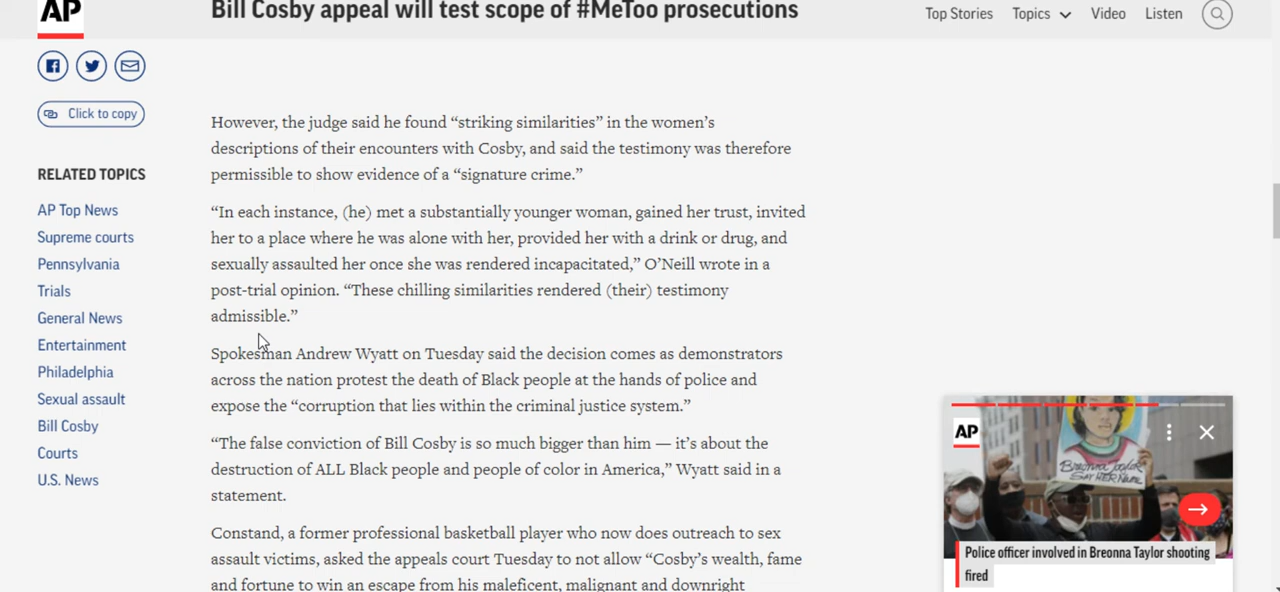 AP
Bill Cosby appeal will test scope of #MeToo prosecutions
Top Stories
Topics
Video
Listen
Click to copy
RELATED TOPICS
AP Top News
Supreme courts
Pennsylvania
Trials
General News
Entertainment
Philadelphia
Sexual assault
Bill Cosby
Courts
U.S. News
However, the judge said he found “striking similarities” in the women’s
descriptions of their encounters with Cosby, and said the testimony was therefore
permissible to show evidence of a “signature crime.”
“In each instance, (he) met a substantially younger woman, gained her trust, invited
her to a place where he was alone with her, provided her with a drink or drug, and
sexually assaulted her once she was rendered incapacitated,” O’Neill wrote in a
post-trial opinion. “These chilling similarities rendered (their) testimony
admissible.”
Spokesman Andrew Wyatt on Tuesday said the decision comes as demonstrators
across the nation protest the death of Black people at the hands of police and
expose the “corruption that lies within the criminal justice system.”
“The false conviction of Bill Cosby is so much bigger than him — it’s about the
destruction of ALL Black people and people of color in America,” Wyatt said in a
statement.
Constand, a former professional basketball player who now does outreach to sex
assault victims, asked the appeals court Tuesday to not allow “Cosby’s wealth, fame
and fortune to win an escape from his maleficent, malignant and downright
AP
Breonna Taylor
SAY HER NAME
Police officer involved in Breonna Taylor shooting
fired